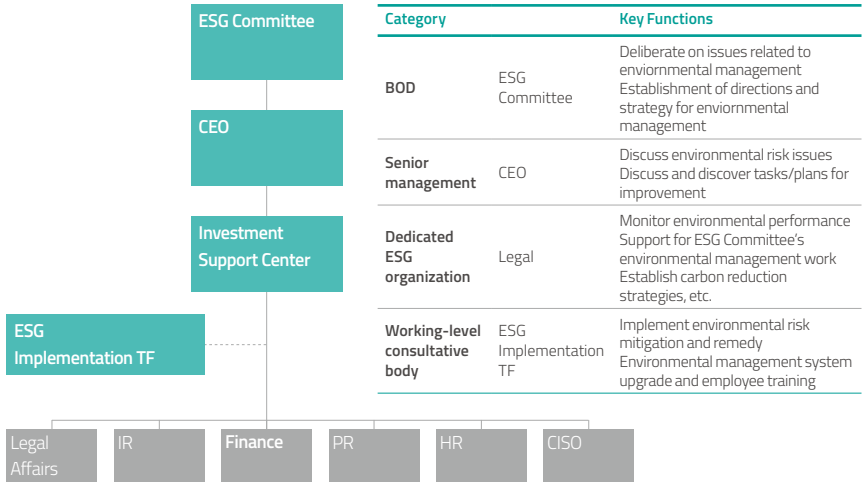 ESG Committee
CEO
Investment
Support Center
ESG
Implementation TF
Legal
Affairs
IR
Finance
PR
HR
CISO
Category
Key Functions
BOD
ESG
Committee
Deliberate on issues related to
enviornmental management
Establishment of directions and
strategy for enviornmental
management
Senior
management
CEO
Discuss environmental risk issues
Discuss and discover tasks/plans for
improvement
Dedicated
ESG
organization
Legal
Monitor environmental performance
Support for ESG Committee's
environmental management work
Establish carbon reduction
strategies, etc.
Working-level
consultative
body
ESG
Implementation
TF
Implement environmental risk
mitigation and remedy
Environmental management system
upgrade and employee training